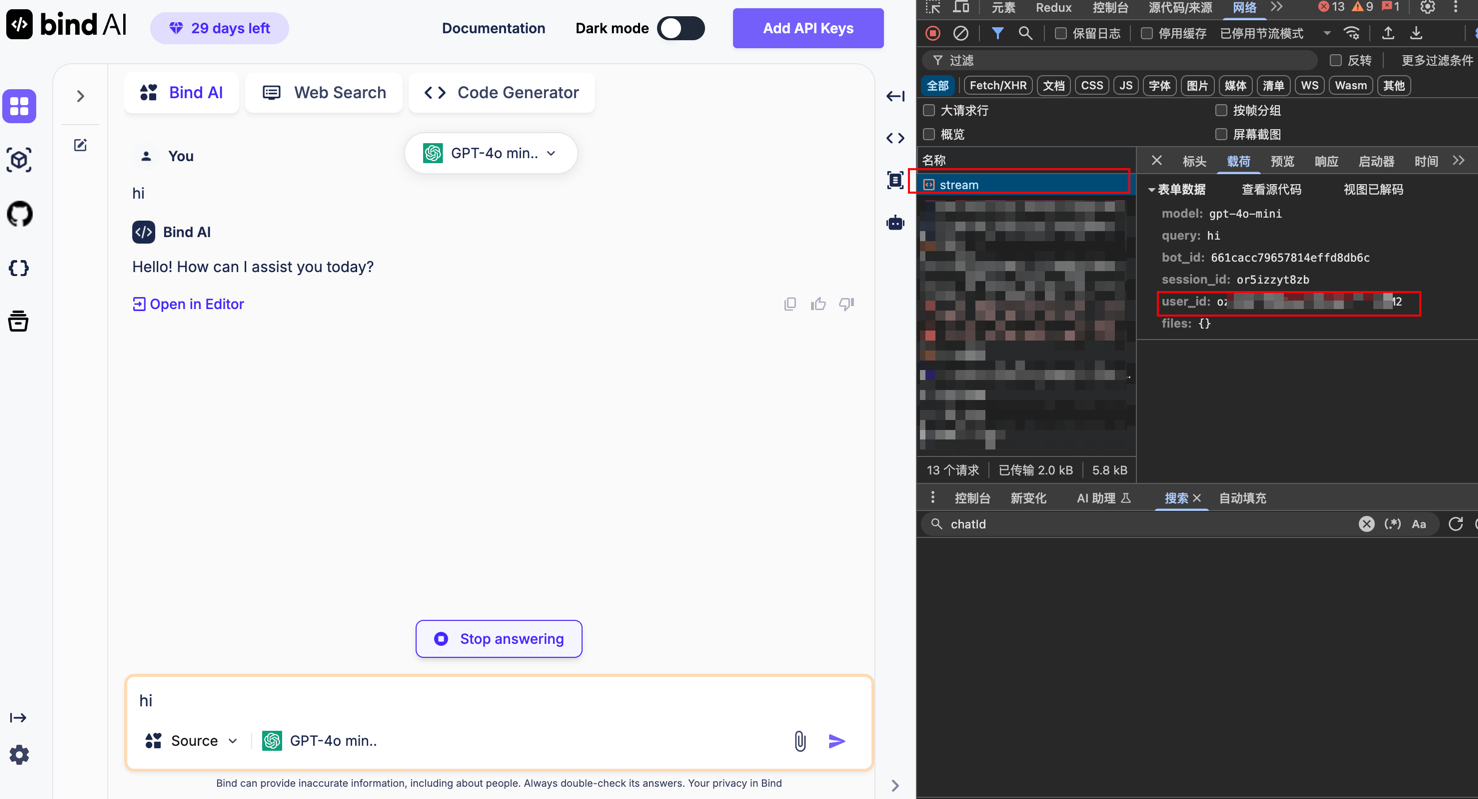 bind AI
29 days left
Documentation
Dark mode
Add API Keys
Bind AI
Web Search
Code Generator
GPT-4o min..
You
hi
Bind AI
Hello! How can I assist you today?
Open in Editor
Stop answering
hi
Source
GPT-4o min..
Bind can provide inaccurate information, including about people. Always double-check its answers. Your privacy in Bind
元素 Redux 控制台 源代码/来源 网络 13 9 1
保留日志 停用缓存 已停用节流模式
过滤 反转 更多过滤条件
全部 Fetch/XHR 文档 CSS JS 字体 图片 媒体 清单 WS Wasm 其他
大请求行 按帧分组
概览 屏幕截图
名称
stream
标头 载荷 预览 响应 启动器 时间
表单数据 查看源代码 视图已解码
model: gpt-4o-mini
query: hi
bot_id: 661cacc79657814effd8db6c
session_id: or5izzyt8zb
user_id:
files: {}
13 个请求 已传输 2.0 kB 5.8 kB
控制台 新变化 AI 助理 搜索 自动填充
chatId (.*) Aa